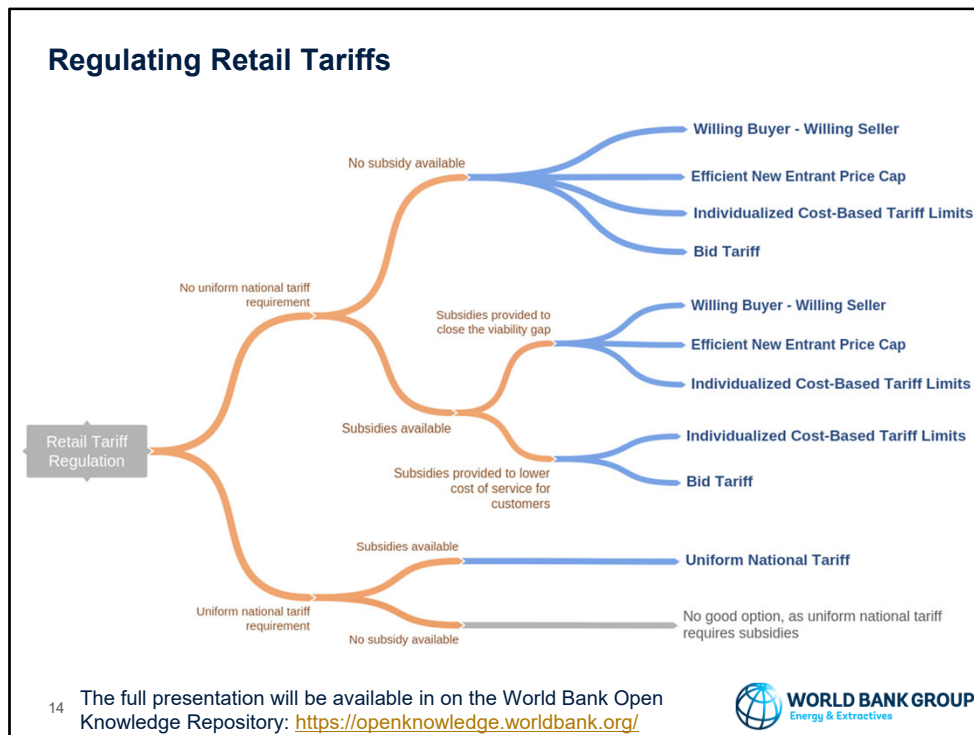 Regulating Retail Tariffs
Willing Buyer - Willing Seller
No subsidy available
Efficient New Entrant Price Cap
Individualized Cost-Based Tariff Limits
Bid Tariff
No uniform national tariff
requirement
Willing Buyer - Willing Seller
Subsidies provided to
close the viability gap
Efficient New Entrant Price Cap
Individualized Cost-Based Tariff Limits
Subsidies available
Retail Tariff
Regulation
Individualized Cost-Based Tariff Limits
Subsidies provided to lower
cost of service for
customers
Bid Tariff
Subsidies available
Uniform National Tariff
Uniform national tariff
requirement
No subsidy available
No good option, as uniform national tariff
requires subsidies
14
The full presentation will be available in on the World Bank Open
Knowledge Repository: https://openknowledge.worldbank.org/
WORLD BANK GROUP
Energy & Extractives